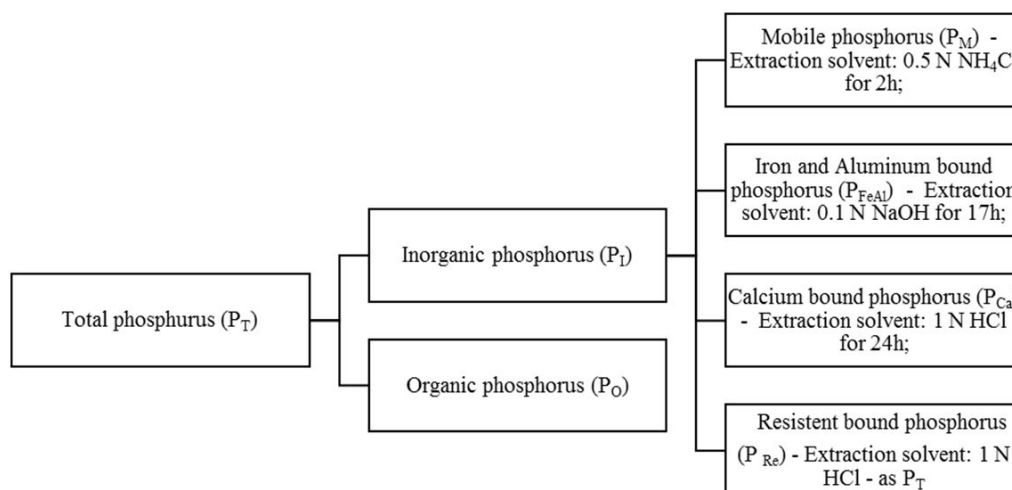 Total phosphurus (P_T)
Inorganic phosphorus (P_I)
Organic phosphorus (P_O)
Mobile phosphorus (P_M) -
Extraction solvent: 0.5 N NH_4C
for 2h;
Iron and Aluminum bound
phosphorus (P_FeAl) - Extraction
solvent: 0.1 N NaOH for 17h;
Calcium bound phosphorus (P_Ca)
- Extraction solvent: 1 N HCl
for 24h;
Resistent bound phosphorus
(P_Re) - Extraction solvent: 1 N
HCl - as P_T